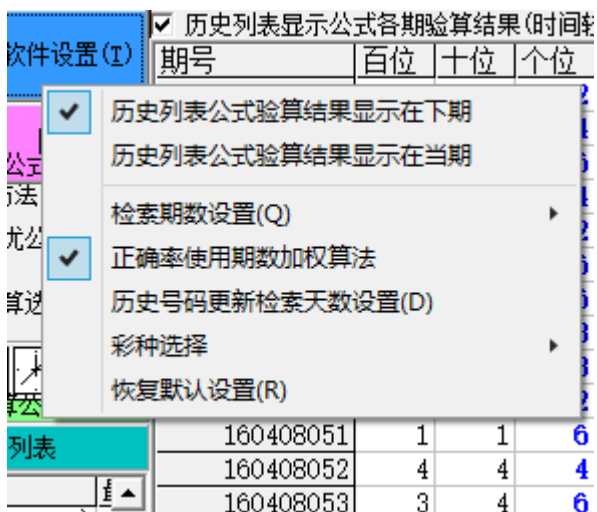 历史列表显示公式各期验算结果(时间
软件设置(I)
期号 百位 十位 个位
历史列表公式验算结果显示在下期
历史列表公式验算结果显示在当期
检索期数设置(Q)
正确率使用期数加权算法
历史号码更新检索天数设置(D)
彩种选择
恢复默认设置(R)
列表
160408051 1 1 6
160408052 4 4 4
160408053 3 4 6